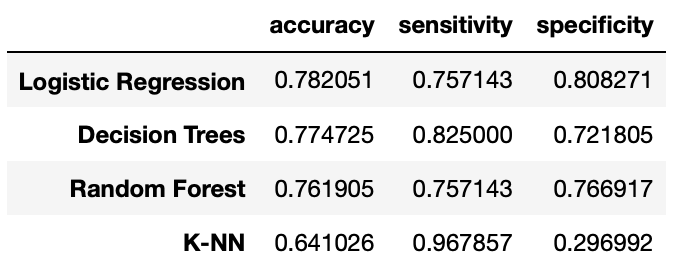 accuracy sensitivity specificity
Logistic Regression 0.782051 0.757143 0.808271
Decision Trees 0.774725 0.825000 0.721805
Random Forest 0.761905 0.757143 0.766917
K-NN 0.641026 0.967857 0.296992